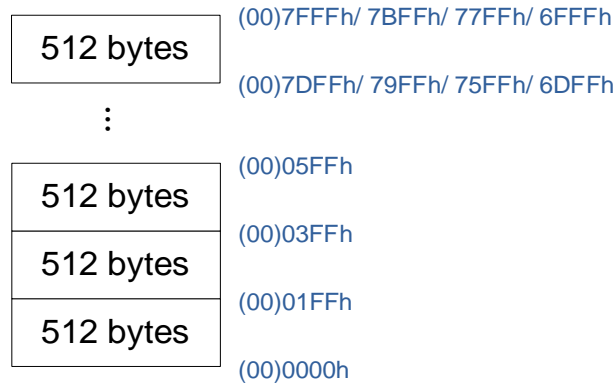 (00)7FFFh/ 7BFFh/ 77FFh/ 6FFFh
512 bytes
(00)7DFFh/ 79FFh/ 75FFh/ 6DFFh
...
(00)05FFh
512 bytes
(00)03FFh
512 bytes
(00)01FFh
512 bytes
(00)0000h